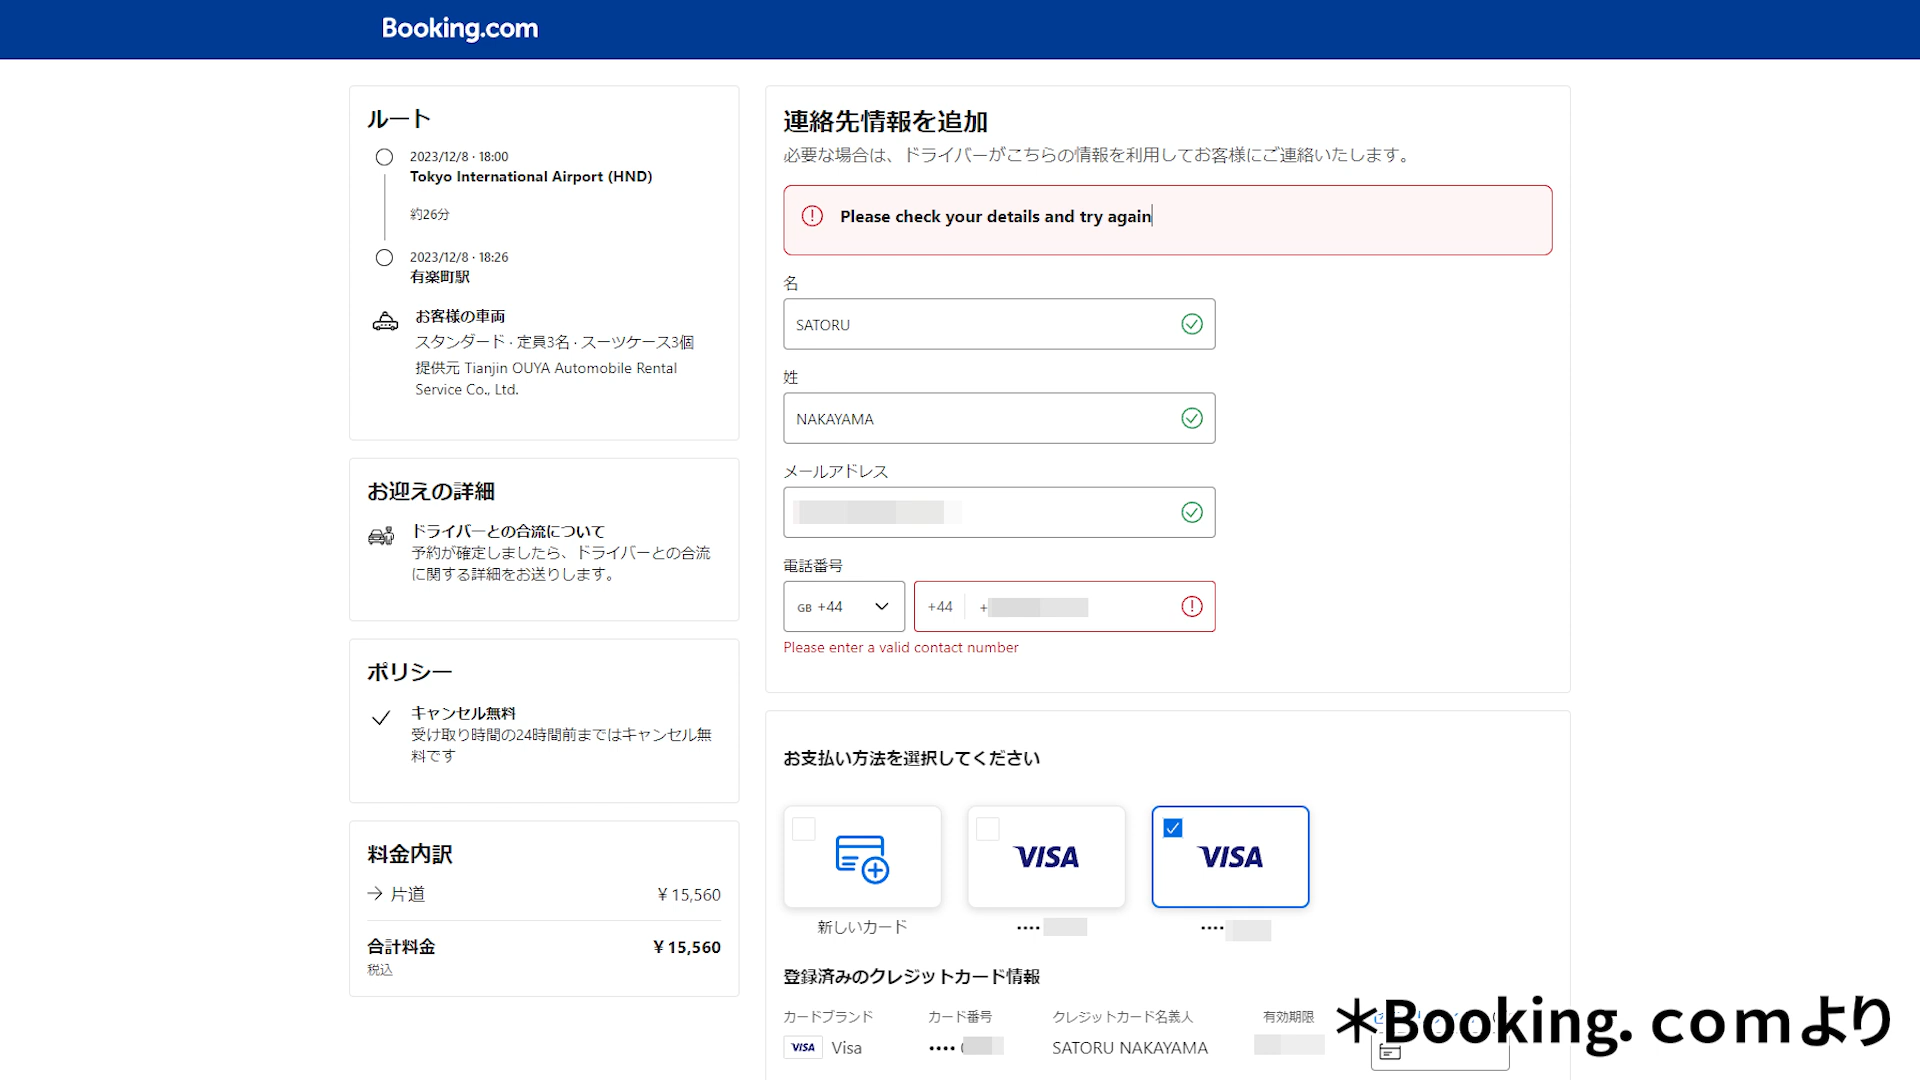 Booking.com
ルート
2023/12/8 · 18:00
Tokyo International Airport (HND)
約26分
2023/12/8 · 18:26
有楽町駅
お客様の車両
スタンダード · 定員3名 · スーツケース3個
提供元 Tianjin OUYA Automobile Rental
Service Co., Ltd.
お迎えの詳細
ドライバーとの合流について
予約が確定しましたら、ドライバーとの合流
に関する詳細をお送りします。
ポリシー
キャンセル無料
受け取り時間の24時間前まではキャンセル無
料です
料金内訳
片道 ¥ 15,560
合計料金 ¥ 15,560
税込
連絡先情報を追加
必要な場合は、ドライバーがこちらの情報を利用してお客様にご連絡いたします。
Please check your details and try again
名
SATORU
姓
NAKAYAMA
メールアドレス
電話番号
GB +44 +44 +
Please enter a valid contact number
お支払い方法を選択してください
VISA VISA
新しいカード •••• ••••
登録済みのクレジットカード情報
カードブランド カード番号 クレジットカード名義人 有効期限
VISA Visa •••• SATORU NAKAYAMA
＊Booking.comより